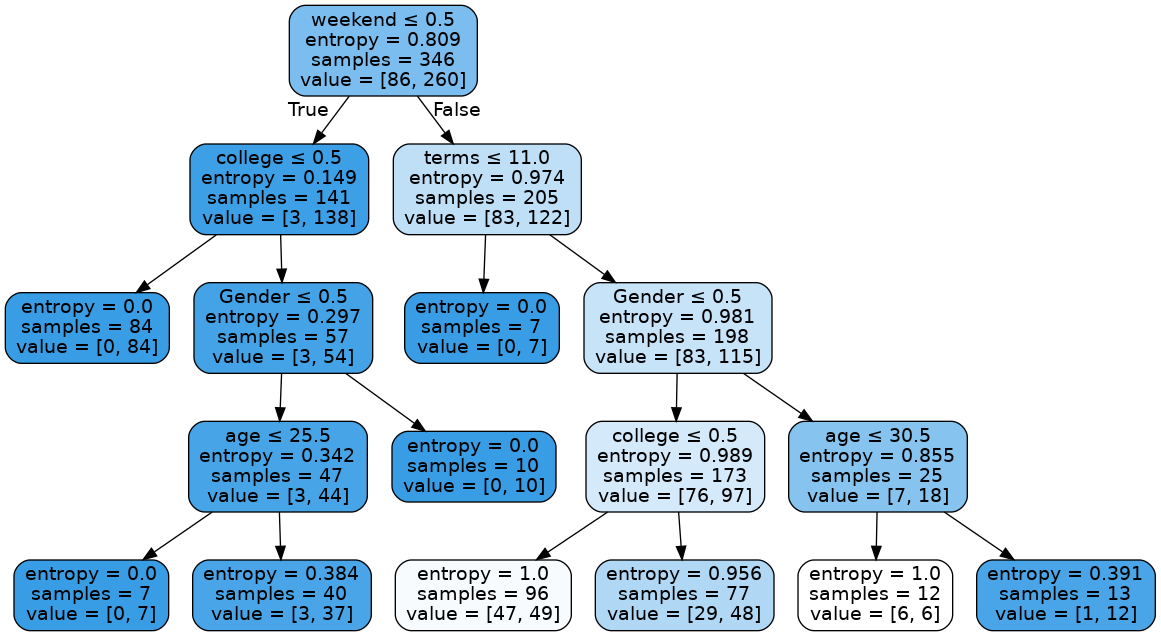 weekend ≤ 0.5
entropy = 0.809
samples = 346
value = [86, 260]
True
False
college ≤ 0.5
entropy = 0.149
samples = 141
value = [3, 138]
terms ≤ 11.0
entropy = 0.974
samples = 205
value = [83, 122]
entropy = 0.0
samples = 84
value = [0, 84]
Gender ≤ 0.5
entropy = 0.297
samples = 57
value = [3, 54]
entropy = 0.0
samples = 7
value = [0, 7]
Gender ≤ 0.5
entropy = 0.981
samples = 198
value = [83, 115]
age ≤ 25.5
entropy = 0.342
samples = 47
value = [3, 44]
entropy = 0.0
samples = 10
value = [0, 10]
college ≤ 0.5
entropy = 0.989
samples = 173
value = [76, 97]
age ≤ 30.5
entropy = 0.855
samples = 25
value = [7, 18]
entropy = 0.0
samples = 7
value = [0, 7]
entropy = 0.384
samples = 40
value = [3, 37]
entropy = 1.0
samples = 96
value = [47, 49]
entropy = 0.956
samples = 77
value = [29, 48]
entropy = 1.0
samples = 12
value = [6, 6]
entropy = 0.391
samples = 13
value = [1, 12]